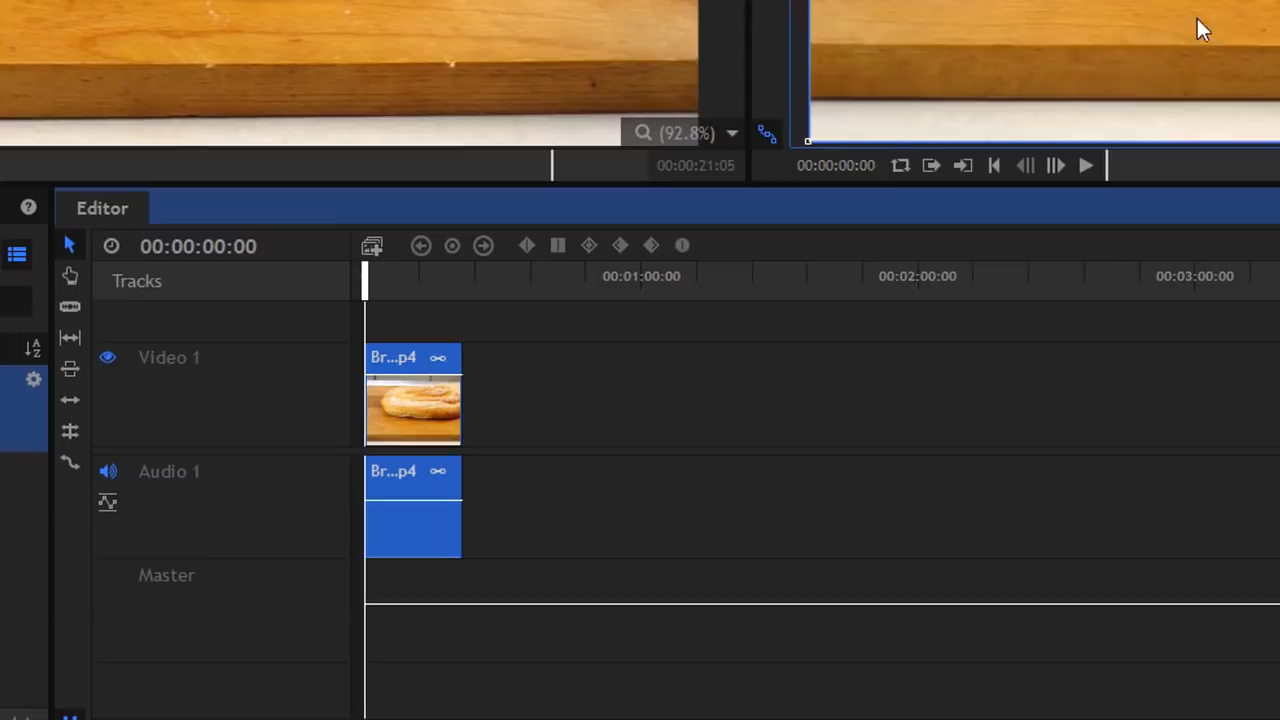 (92.8%)
00:00:21:05
00:00:00:00
Editor
00:00:00:00
Tracks
00:01:00:00
00:02:00:00
00:03:00:00
Video 1
Br...p4
Audio 1
Br...p4
Master